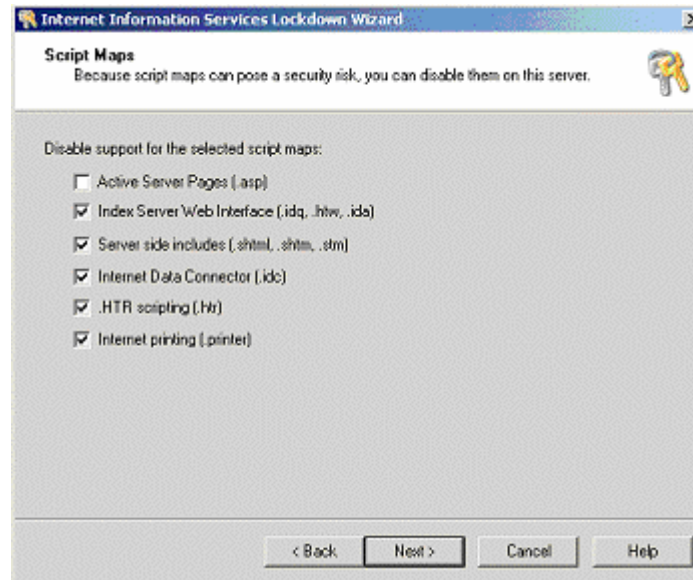 Internet Information Services Lockdown Wizard
Script Maps
Because script maps can pose a security risk, you can disable them on this server.
Disable support for the selected script maps:
Active Server Pages (.asp)
Index Server Web Interface (.idq, .htw, .ida)
Server side includes (.shtml, .shtm, .stm)
Internet Data Connector (.idc)
.HTR scripting (.htr)
Internet printing (.printer)
< Back Next > Cancel Help